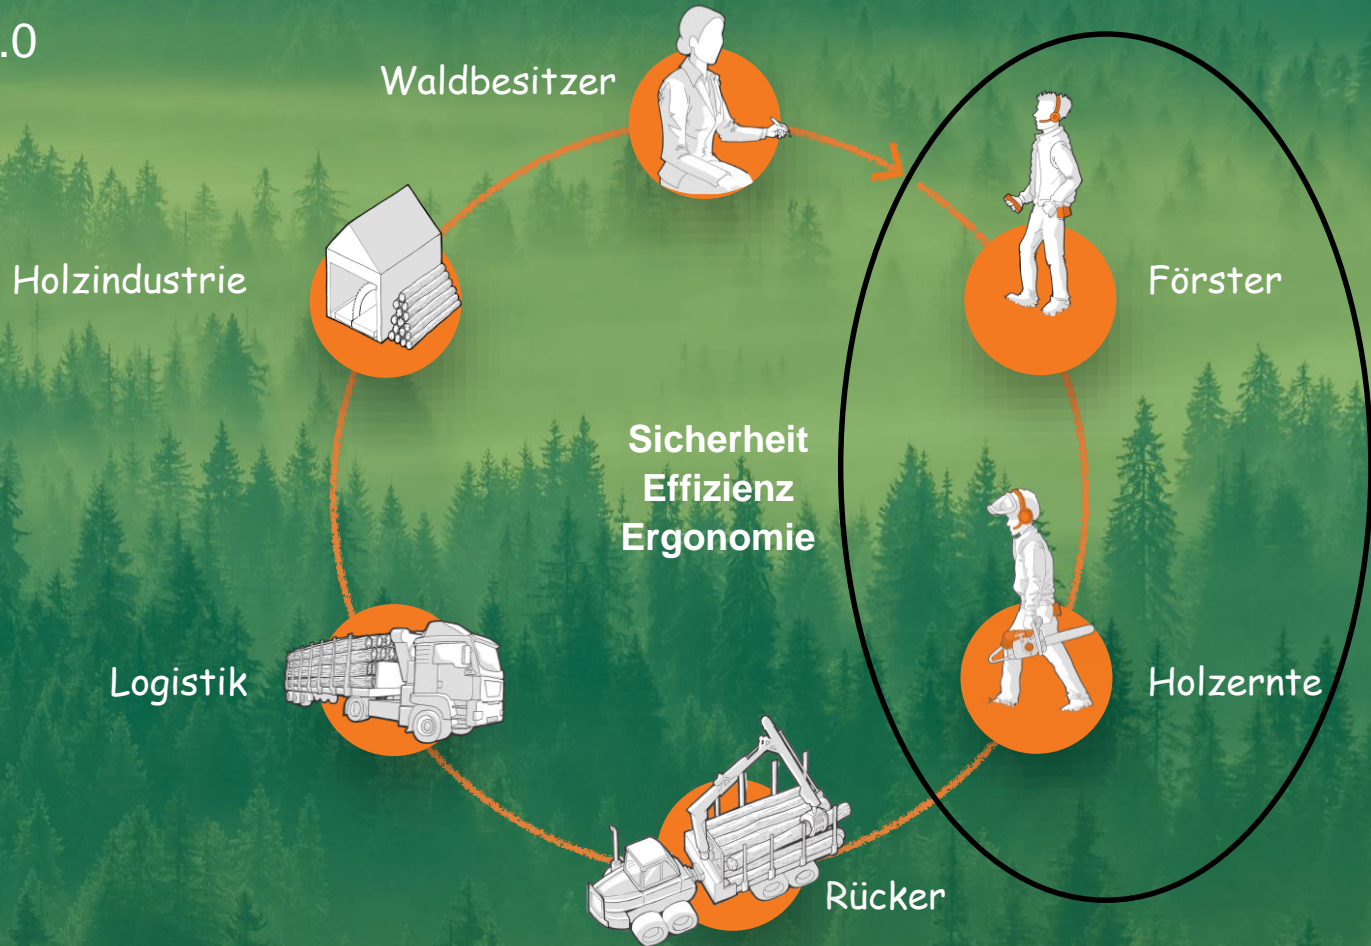 .0
Waldbesitzer
Förster
Holzindustrie
Sicherheit
Effizienz
Ergonomie
Holzernte
Logistik
Rücker